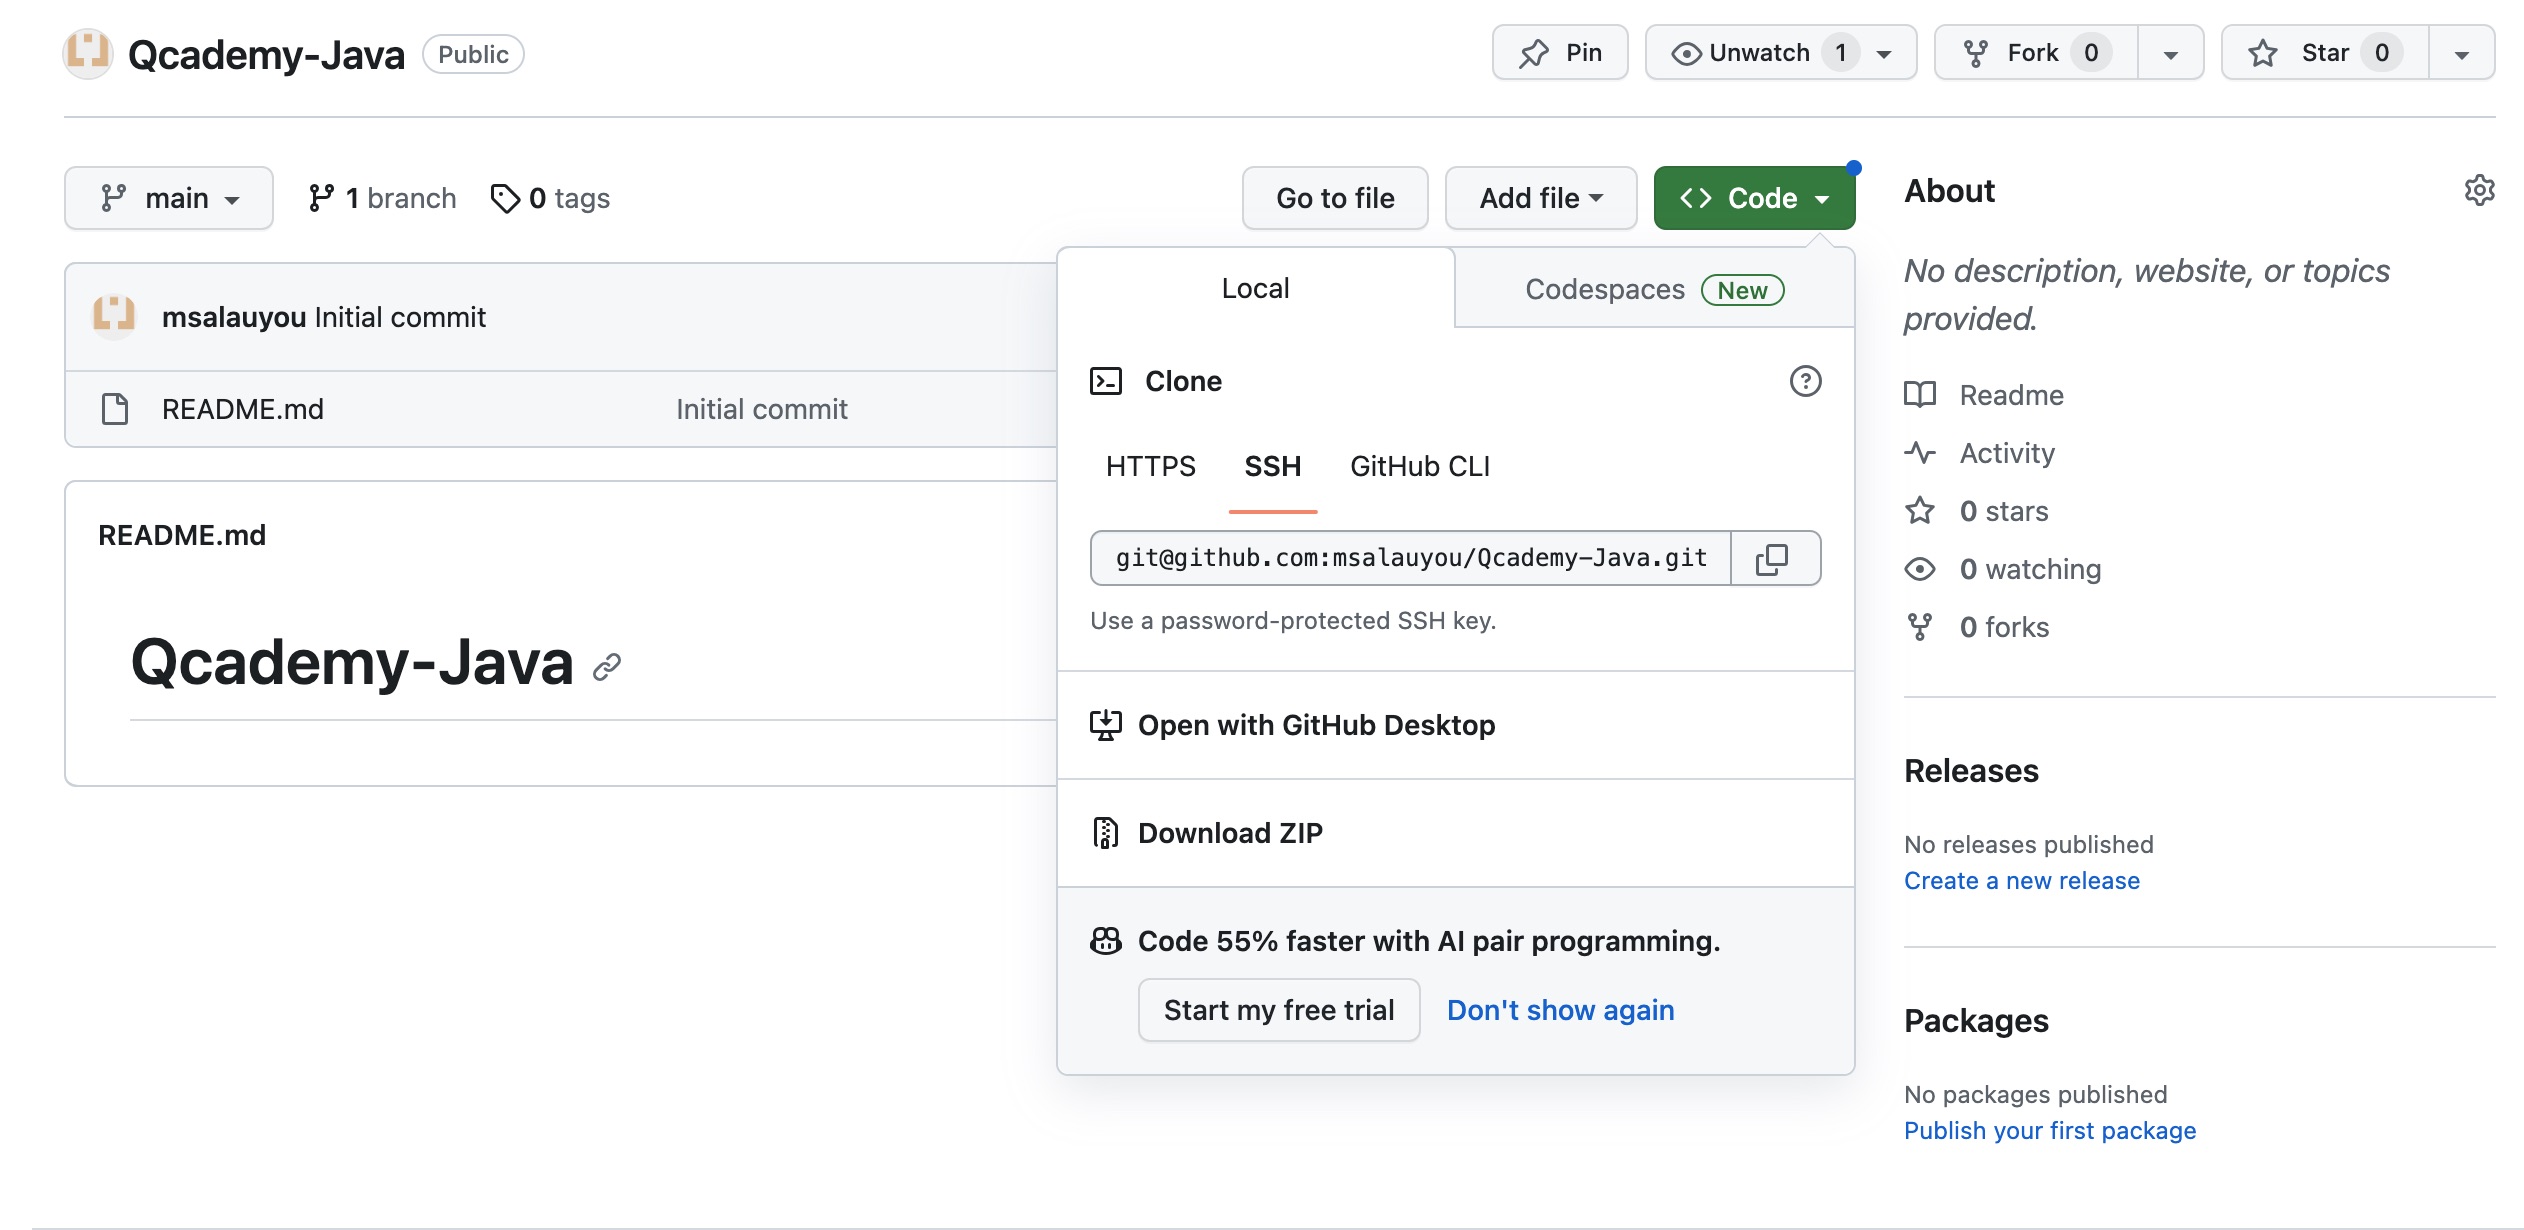 Qcademy-Java Public
Pin
Unwatch 1
Fork 0
Star 0
main
1 branch
0 tags
Go to file
Add file
Code
msalauyou Initial commit
README.md Initial commit
README.md
Qcademy-Java
Local
Codespaces New
Clone
HTTPS SSH GitHub CLI
git@github.com:msalauyou/Qcademy-Java.git
Use a password-protected SSH key.
Open with GitHub Desktop
Download ZIP
Code 55% faster with AI pair programming.
Start my free trial
Don't show again
About
No description, website, or topics
provided.
Readme
Activity
0 stars
0 watching
0 forks
Releases
No releases published
Create a new release
Packages
No packages published
Publish your first package